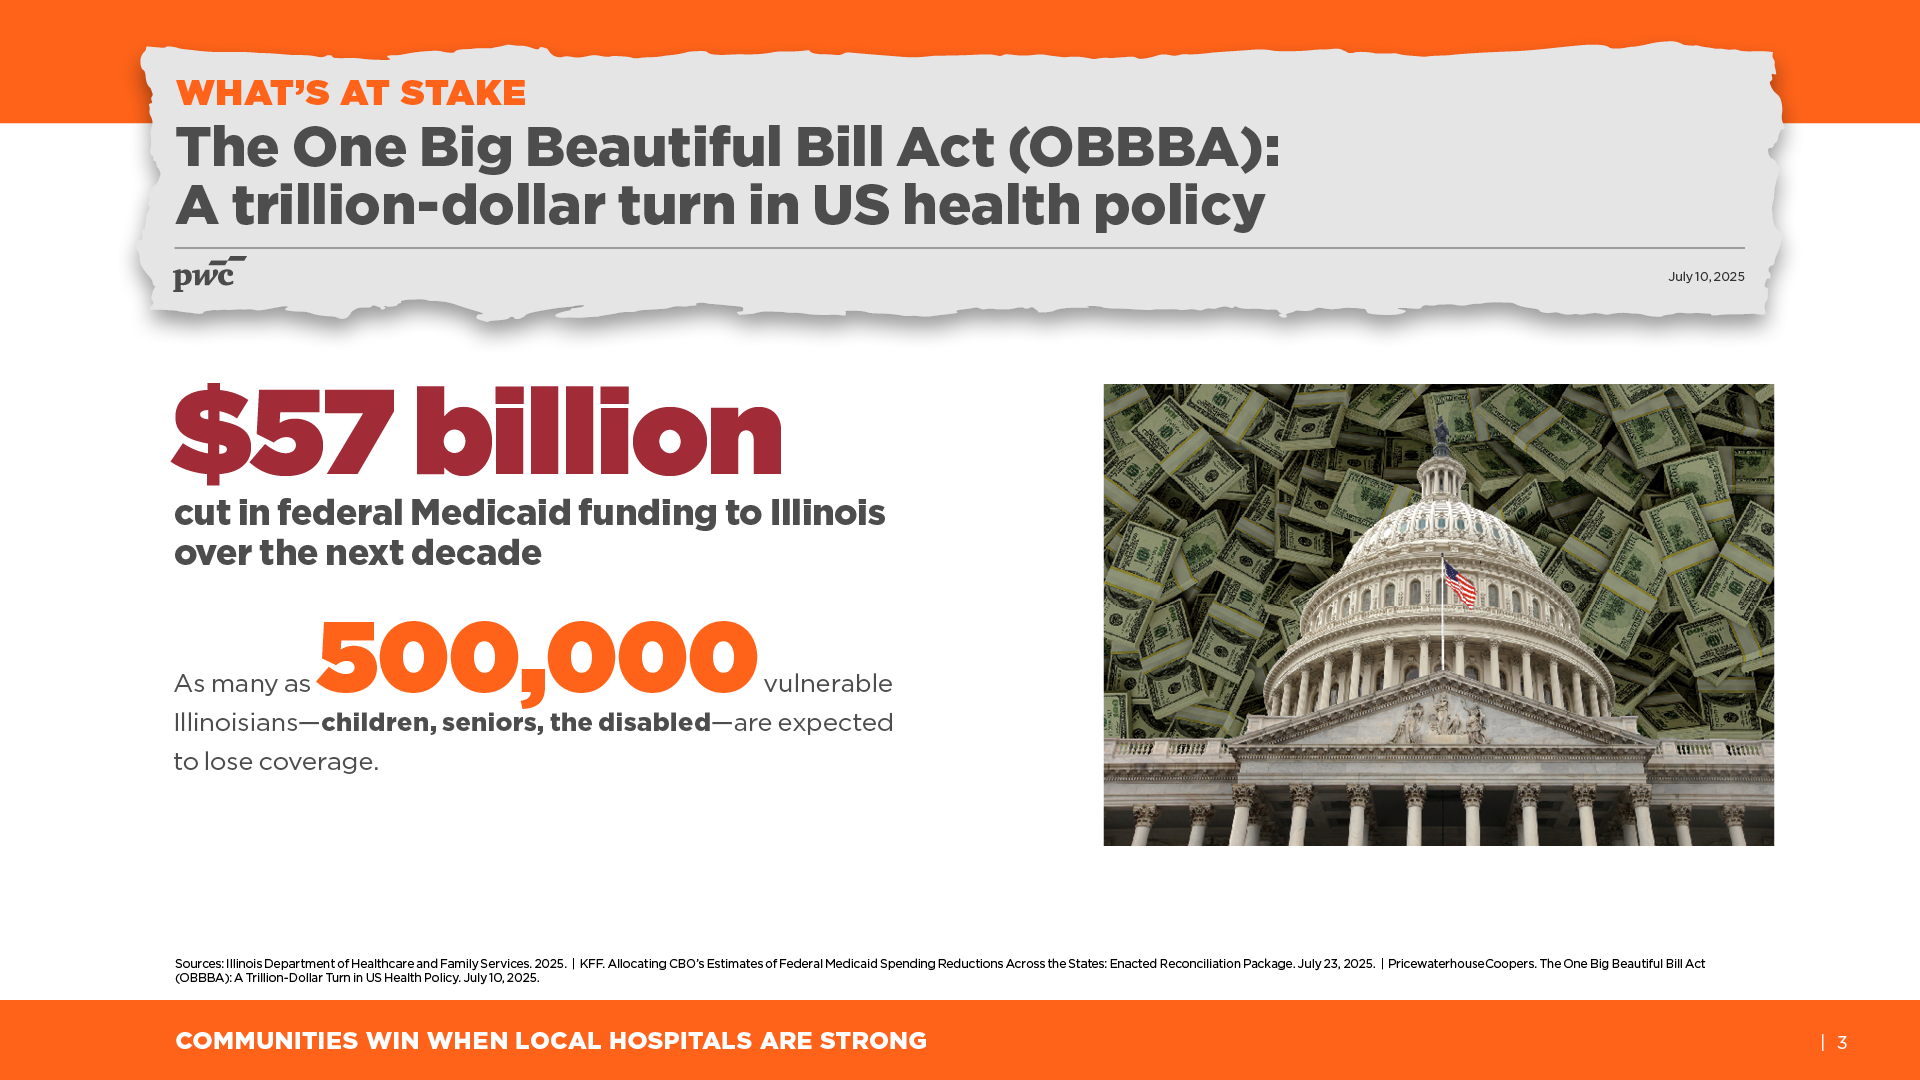 WHAT’S AT STAKE
The One Big Beautiful Bill Act (OBBBA):
A trillion-dollar turn in US health policy
pwc
July 10, 2025
$57 billion
cut in federal Medicaid funding to Illinois
over the next decade
As many as 500,000 vulnerable
Illinoisians—children, seniors, the disabled—are expected
to lose coverage.
Sources: Illinois Department of Healthcare and Family Services. 2025. | KFF. Allocating CBO’s Estimates of Federal Medicaid Spending Reductions Across the States: Enacted Reconciliation Package. July 23, 2025. | PricewaterhouseCoopers. The One Big Beautiful Bill Act
(OBBBA): A Trillion-Dollar Turn in US Health Policy. July 10, 2025.
COMMUNITIES WIN WHEN LOCAL HOSPITALS ARE STRONG
| 3